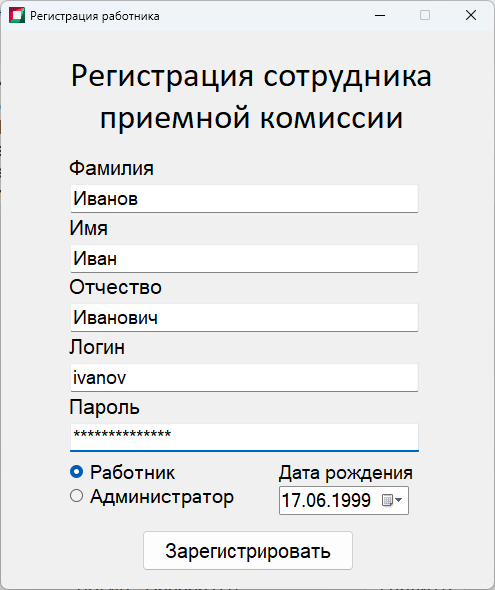 Регистрация работника
Регистрация сотрудника
приемной комиссии
Фамилия
Иванов
Имя
Иван
Отчество
Иванович
Логин
ivanov
Пароль
**************
Работник
Администратор
Дата рождения
17.06.1999
Зарегистрировать